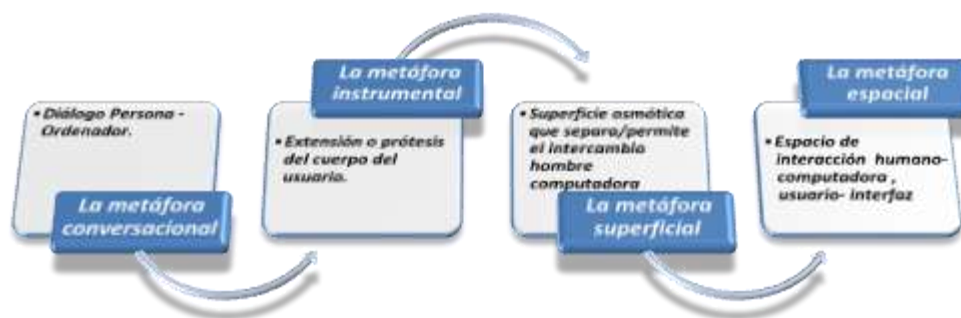 • Diálogo Persona -
Ordenador.
La metáfora
conversacional
La metáfora
instrumental
• Extensión o prótesis
del cuerpo del
usuario.
• Superficie osmótica
que separa/permite
el intercambio
hombre
computadora
La metáfora
superficial
La metáfora
espacial
• Espacio de
interacción humano-
computadora ,
usuario- interfaz